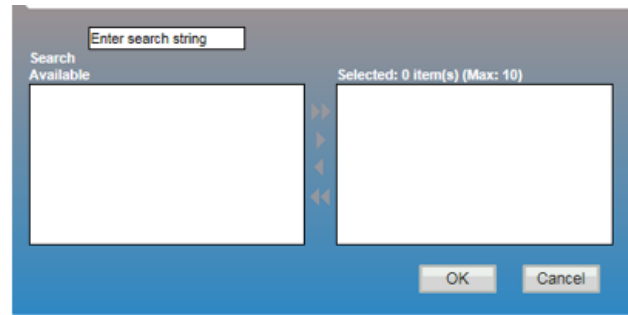 Enter search string
Search
Available
Selected: 0 item(s) (Max: 10)
OK
Cancel